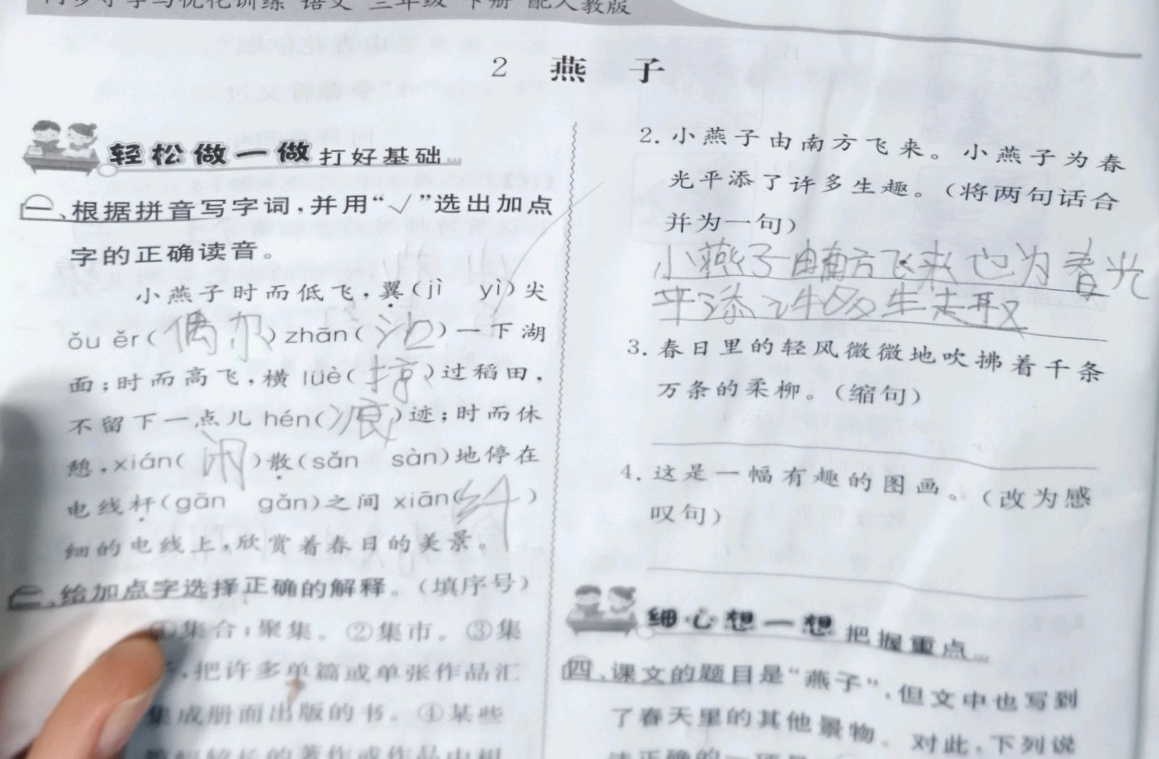 同步导学与优化训练 语文 三年级 下册 配人教版
2 燕 子
轻松做一做 打好基础
一、根据拼音写字词,并用“√”选出加点
字的正确读音。
小燕子时而低飞,翼(jì yì)尖
ǒu ěr(偶尔)zhān(沾)一下湖
面;时而高飞,横 lüè(掠)过稻田,
不留下一点儿 hén(痕)迹;时而休
憩,xián(闲)散(sǎn sàn)地停在
电线杆(gān gǎn)之间 xiān(纤)
细的电线上,欣赏着春日的美景。
二、给加点字选择正确的解释。(填序号)
①集合;聚集。②集市。③集
,把许多单篇或单张作品汇
集成册而出版的书。④某些
篇幅较长的著作或作品中相
2. 小燕子由南方飞来。小燕子为春
光平添了许多生趣。(将两句话合
并为一句)
小燕子由南方飞来也为春光
平添许多生趣
3. 春日里的轻风微微地吹拂着千条
万条的柔柳。(缩句)
4. 这是一幅有趣的图画。(改为感
叹句)
细心想一想 把握重点
四、课文的题目是“燕子”,但文中也写到
了春天里的其他景物。对此,下列说
法正确的一项是